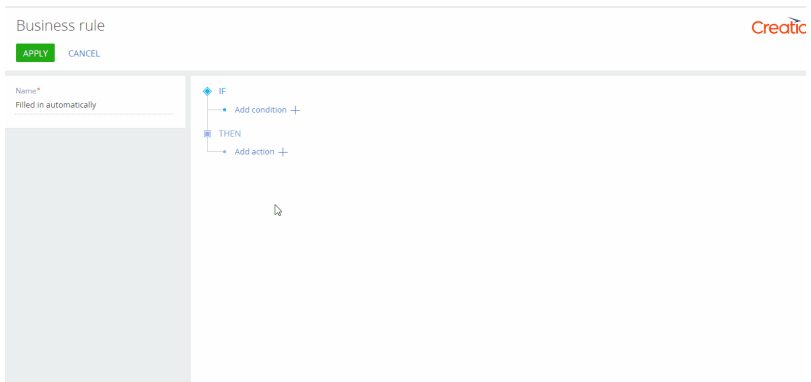 Business rule
Creatio
APPLY CANCEL
Name*
Filled in automatically
IF
Add condition +
THEN
Add action +